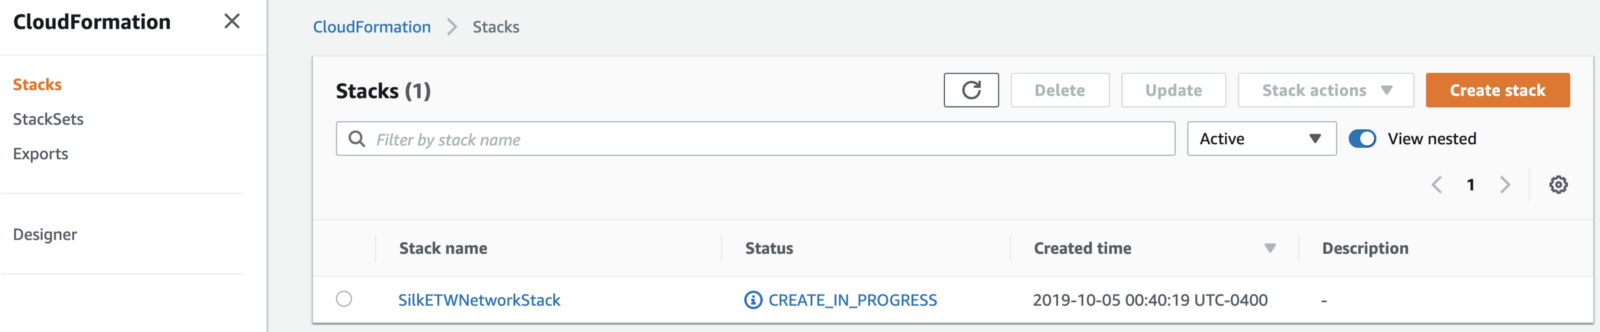 CloudFormation
Stacks
StackSets
Exports
Designer
CloudFormation > Stacks
Stacks (1)
Delete
Update
Stack actions
Create stack
Filter by stack name
Active
View nested
1
Stack name Status Created time Description
SilkETWNetworkStack CREATE_IN_PROGRESS 2019-10-05 00:40:19 UTC-0400 -